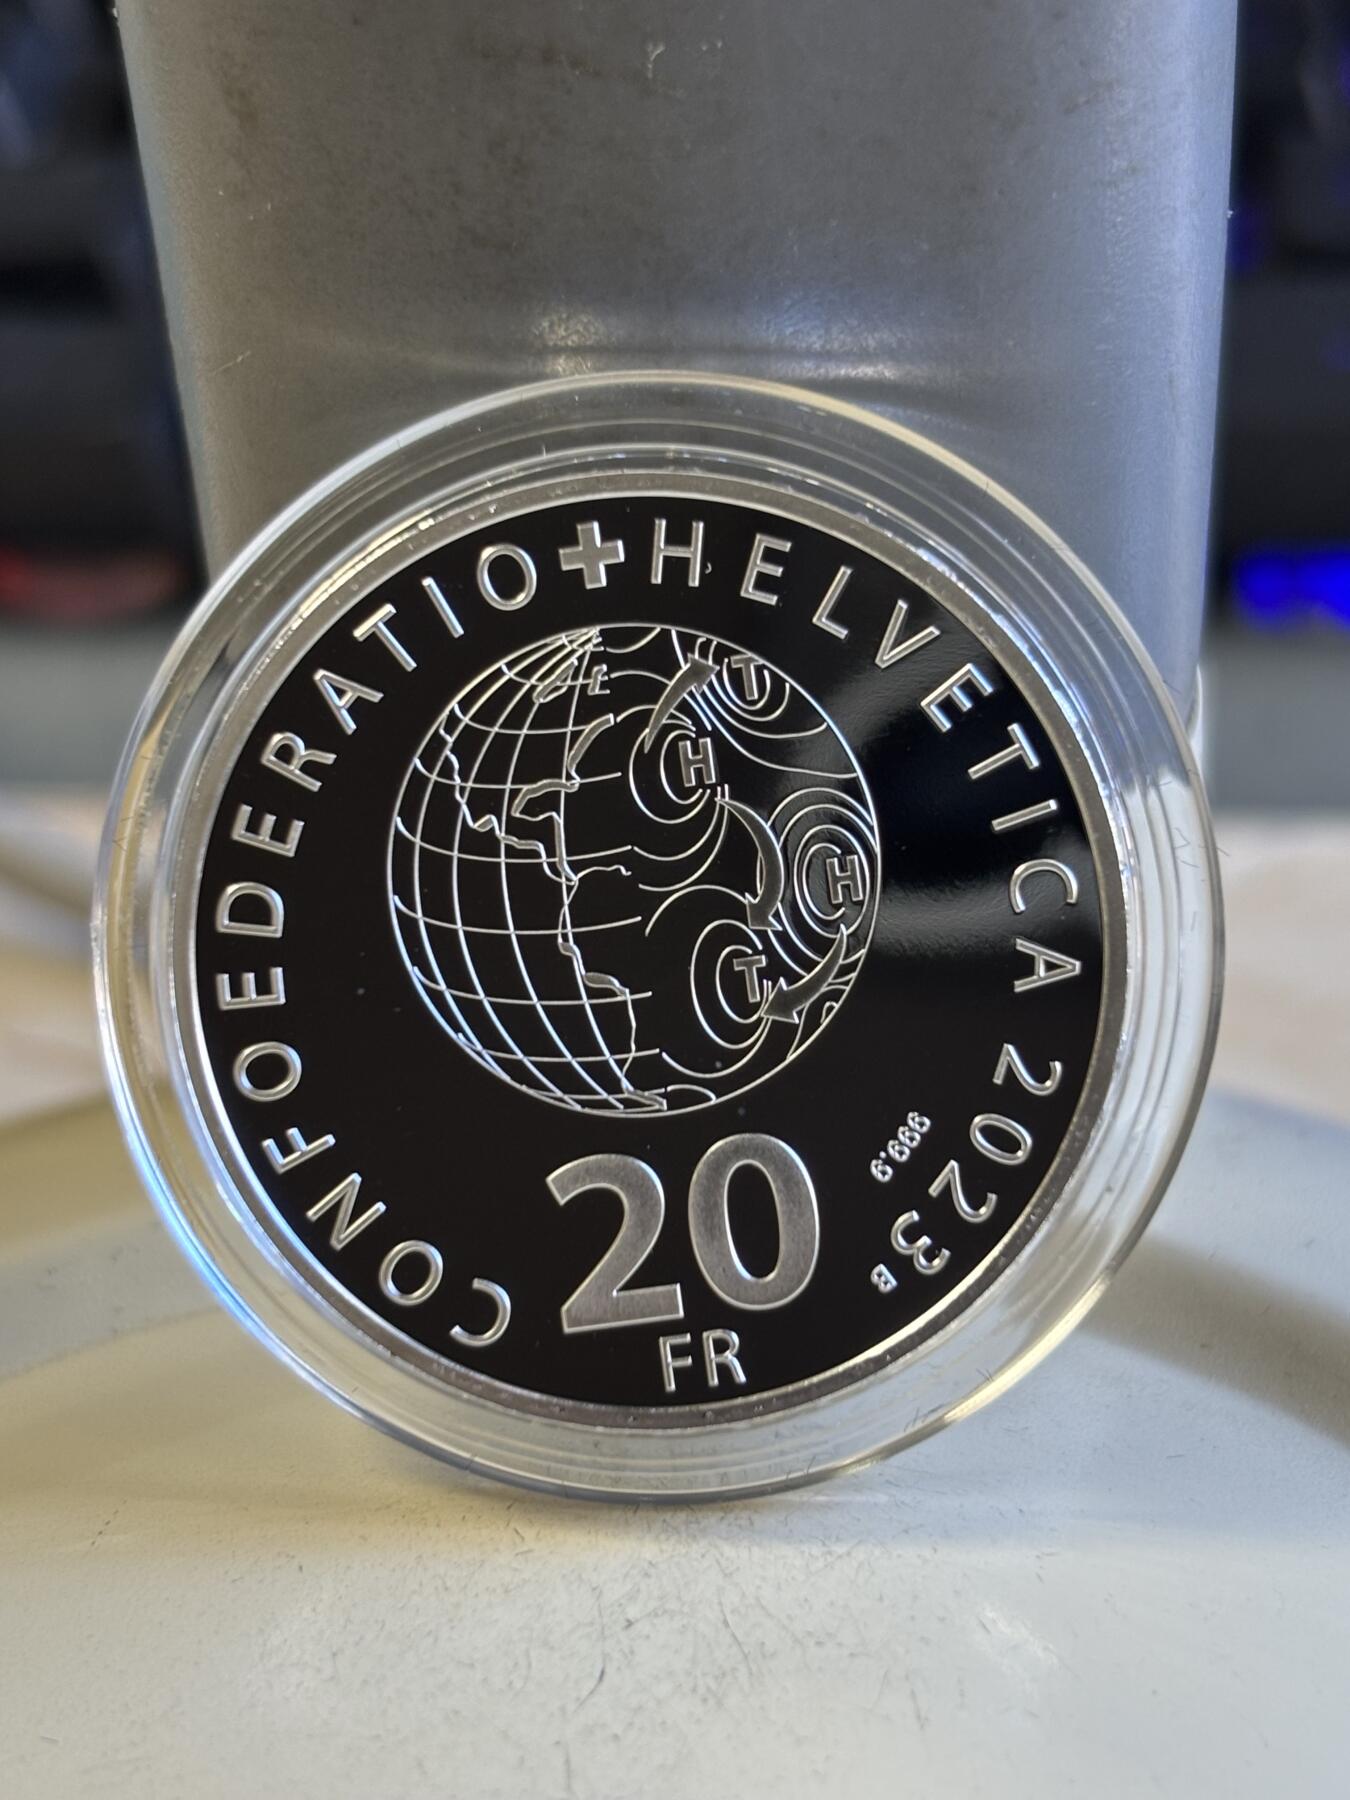 CONFOEDERATIO HELVETICA 2023 B
999.9
T
H
H
T
20
FR